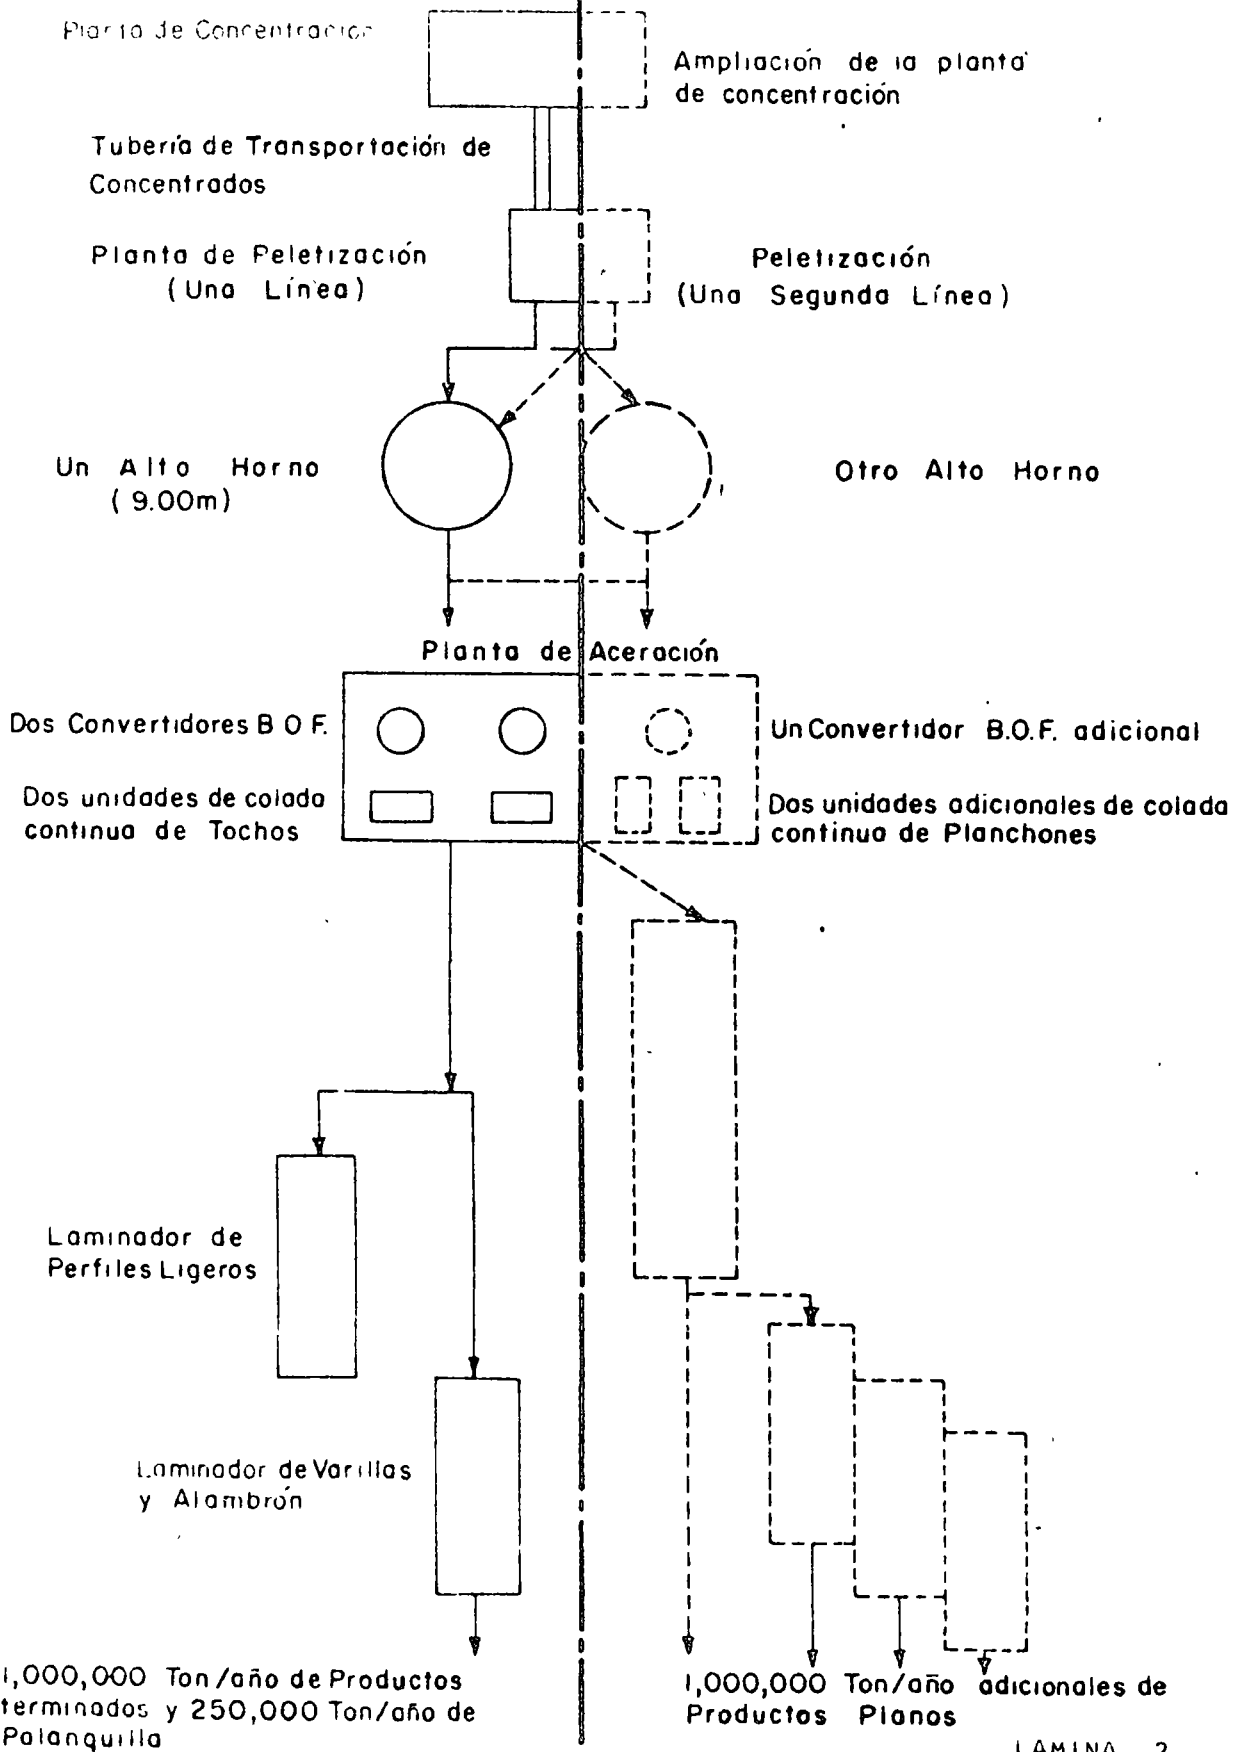 Planta de Concentracion
Ampliación de la planta
de concentración
Tubería de Transportación de
Concentrados
Planta de Peletización
(Una Línea)
Peletización
(Una Segunda Línea)
Un Alto Horno
(9.00m)
Otro Alto Horno
Planta de Aceración
Dos Convertidores B O F.
Un Convertidor B.O.F. adicional
Dos unidades de colada
continua de Tochos
Dos unidades adicionales de colada
continua de Planchones
Laminador de
Perfiles Ligeros
Laminador de Varillas
y Alambrón
1,000,000 Ton/año de Productos
terminados y 250,000 Ton/año de
Palanquilla
1,000,000 Ton/año adicionales de
Productos Planos
LAMINA 2